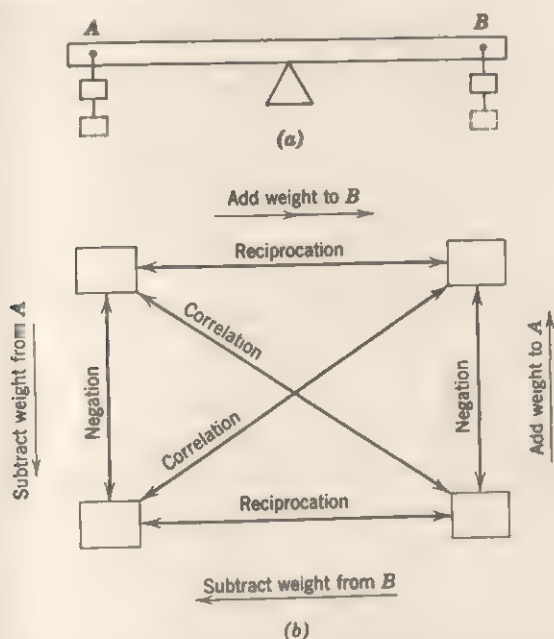 A B
(a)
Add weight to B
Reciprocation
Subtract weight from A
Negation
Correlation
Correlation
Negation
Add weight to A
Reciprocation
Subtract weight from B
(b)